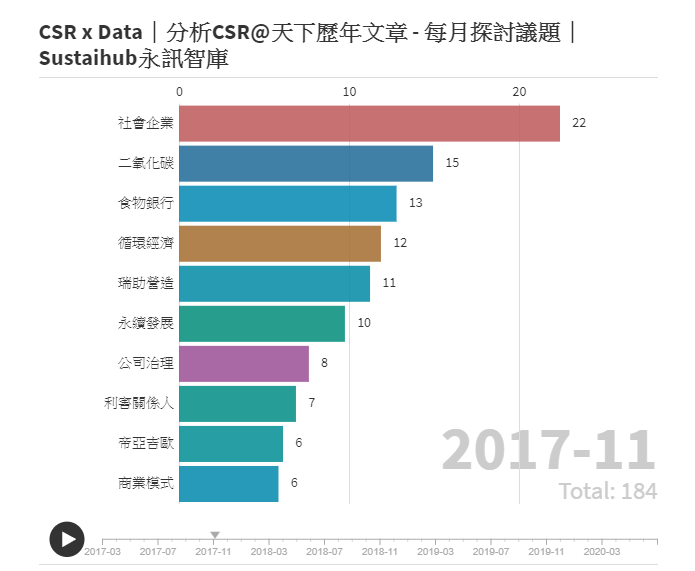 CSR x Data｜分析CSR@天下歷年文章 - 每月探討議題｜
Sustaihub永訊智庫
0 10 20
社會企業 22
二氧化碳 15
食物銀行 13
循環經濟 12
瑞助營造 11
永續發展 10
公司治理 8
利害關係人 7
帝亞吉歐 6
商業模式 6
2017-11
Total: 184
2017-03 2017-07 2017-11 2018-03 2018-07 2018-11 2019-03 2019-07 2019-11 2020-03